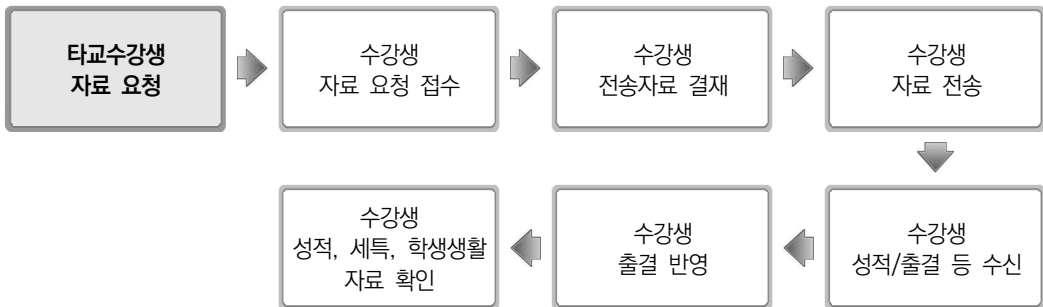 타교수강생
자료 요청
수강생
자료 요청 접수
수강생
전송자료 결재
수강생
자료 전송
수강생
성적, 세특, 학생생활
자료 확인
수강생
출결 반영
수강생
성적/출결 등 수신